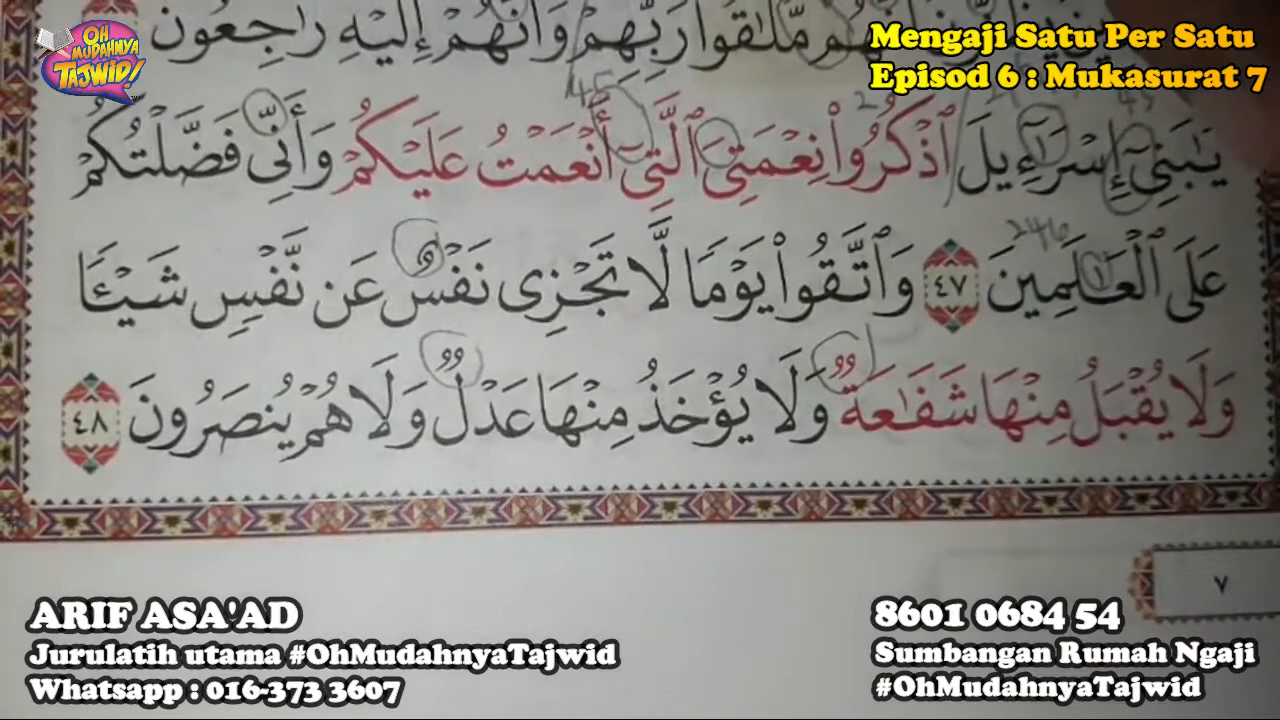 OH
MUDAHNYA
TAJWID!
Mengaji Satu Per Satu
Episod 6 : Mukasurat 7
مُّلَٰقُوا۟ رَبِّهِمْ وَأَنَّهُمْ إِلَيْهِ رَٰجِعُونَ
يَٰبَنِىٓ إِسْرَٰٓءِيلَ ٱذْكُرُوا۟ نِعْمَتِىَ ٱلَّتِىٓ أَنْعَمْتُ عَلَيْكُمْ وَأَنِّى فَضَّلْتُكُمْ
عَلَى ٱلْعَٰلَمِينَ ٤٧ وَٱتَّقُوا۟ يَوْمًا لَّا تَجْزِى نَفْسٌ عَن نَّفْسٍ شَيْـًٔا
وَلَا يُقْبَلُ مِنْهَا شَفَٰعَةٌ وَلَا يُؤْخَذُ مِنْهَا عَدْلٌ وَلَا هُمْ يُنصَرُونَ ٤٨
٧
ARIF ASA'AD
Jurulatih utama #OhMudahnyaTajwid
Whatsapp : 016-373 3607
8601 0684 54
Sumbangan Rumah Ngaji
#OhMudahnyaTajwid